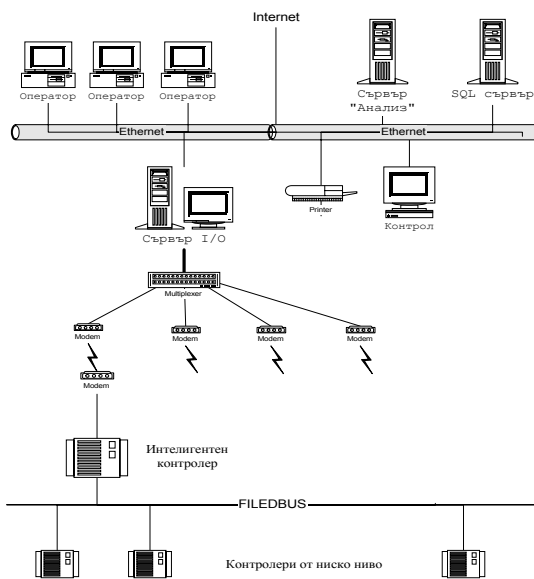 Internet
Оператор
Оператор
Оператор
Сървър
"Анализ"
SQL сървър
Ethernet
Ethernet
Printer
Контрол
Сървър I/O
Multiplexer
Modem
Modem
Modem
Modem
Modem
Интелигентен
контролер
FILEDBUS
Контролери от ниско ниво